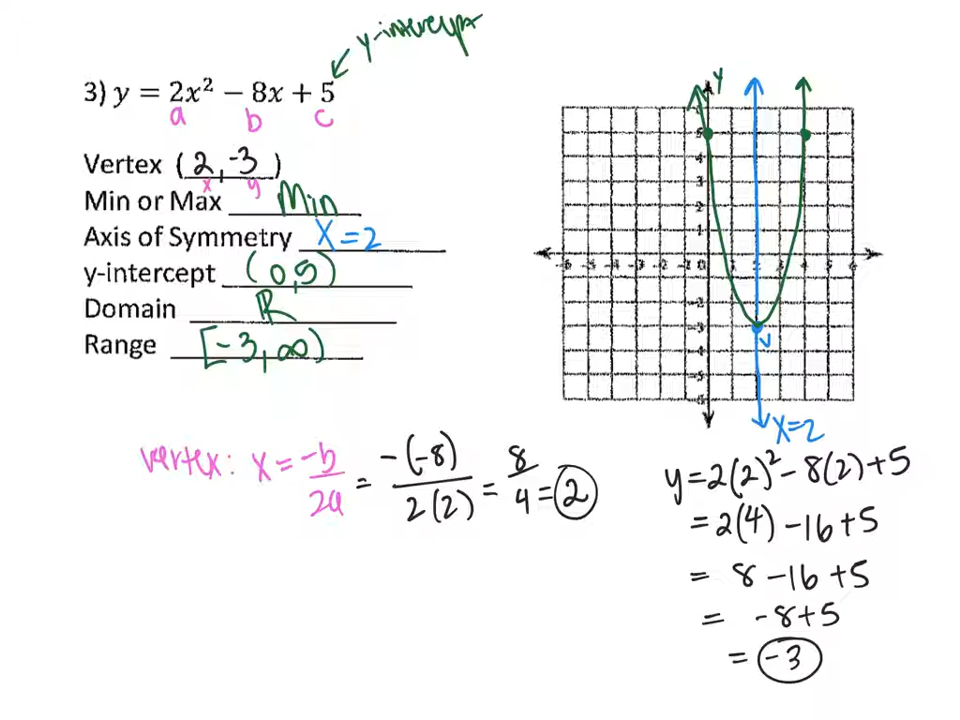 y-intercept
3) y = 2x² − 8x + 5
a b c
Vertex (2, -3)
x y
Min or Max Min
Axis of Symmetry X = 2
y-intercept (0, 5)
Domain R
Range [-3, ∞)
y
5
4
3
2
1
-6 -5 -4 -3 -2 -1 0 1 2 3 4 5 6
-2
-3
V
-4
-5
-6
X=2
vertex: x = -b/2a = -(-8)/2(2) = 8/4 = 2
y=2(2)² - 8(2) + 5
= 2(4) - 16 + 5
= 8 - 16 + 5
= -8+5
= -3